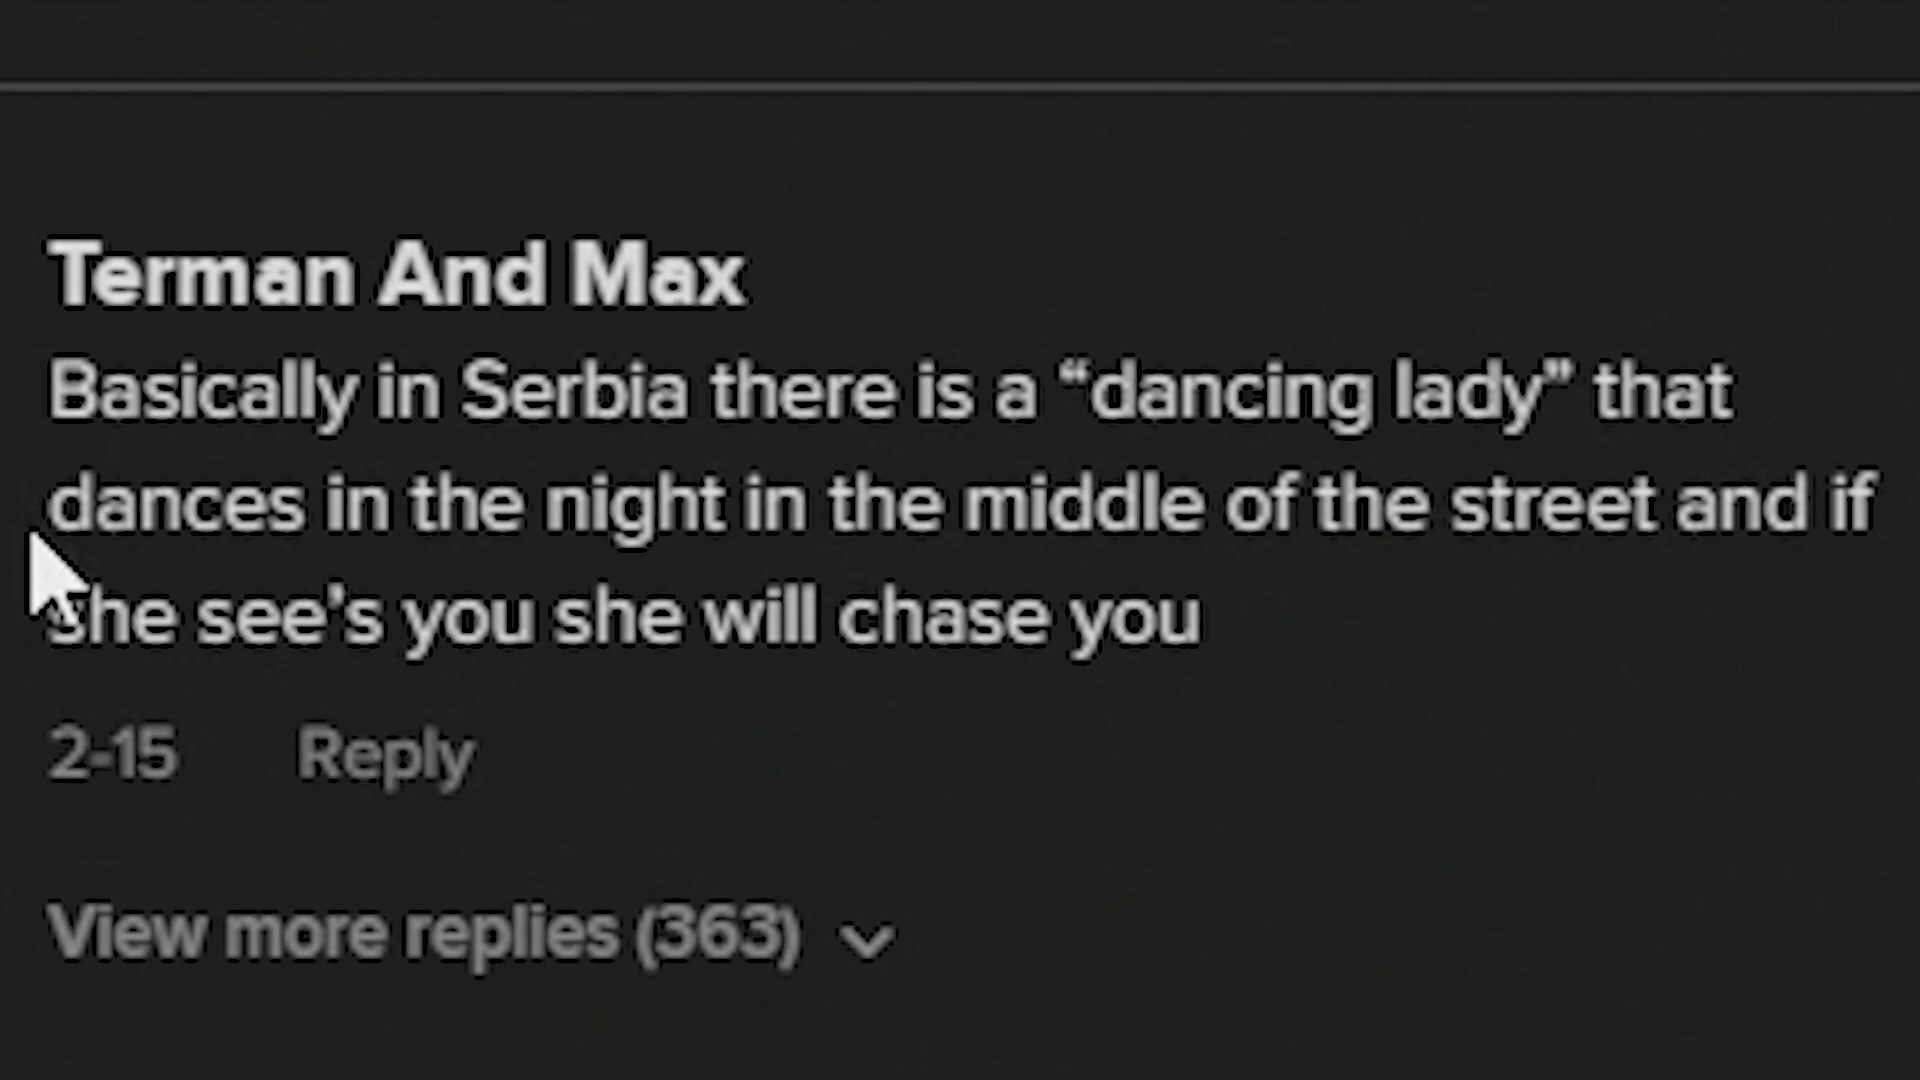 Terman And Max
Basically in Serbia there is a “dancing lady” that
dances in the night in the middle of the street and if
she see's you she will chase you
2-15 Reply
View more replies (363)